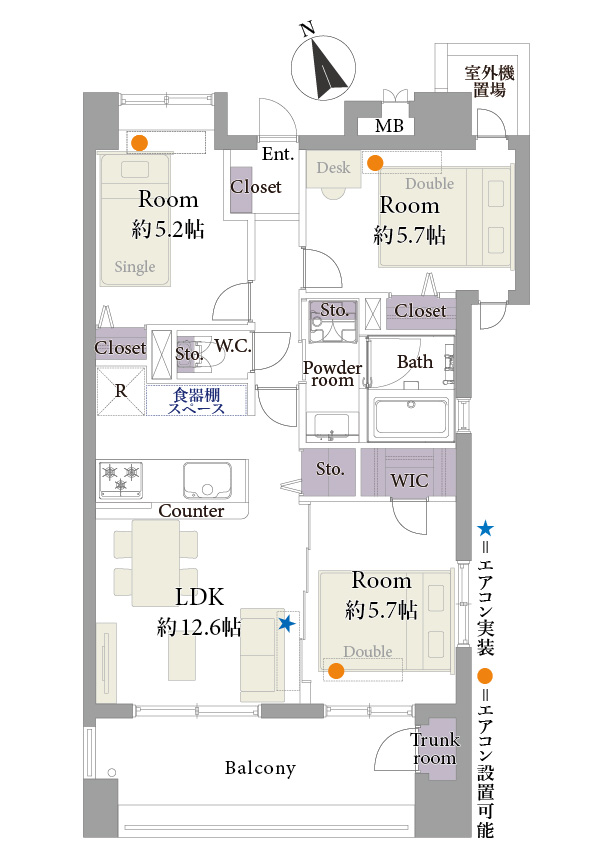 N
室外機
置場
MB
Ent.
Closet
Desk
Double
Room
約5.7帖
Room
約5.2帖
Single
Closet
Sto.
W.C.
Sto.
Closet
Powder
room
Bath
R
食器棚
スペース
Sto.
WIC
Counter
LDK
約12.6帖
Room
約5.7帖
Double
Balcony
Trunk
room
★=エアコン実装
●=エアコン設置可能